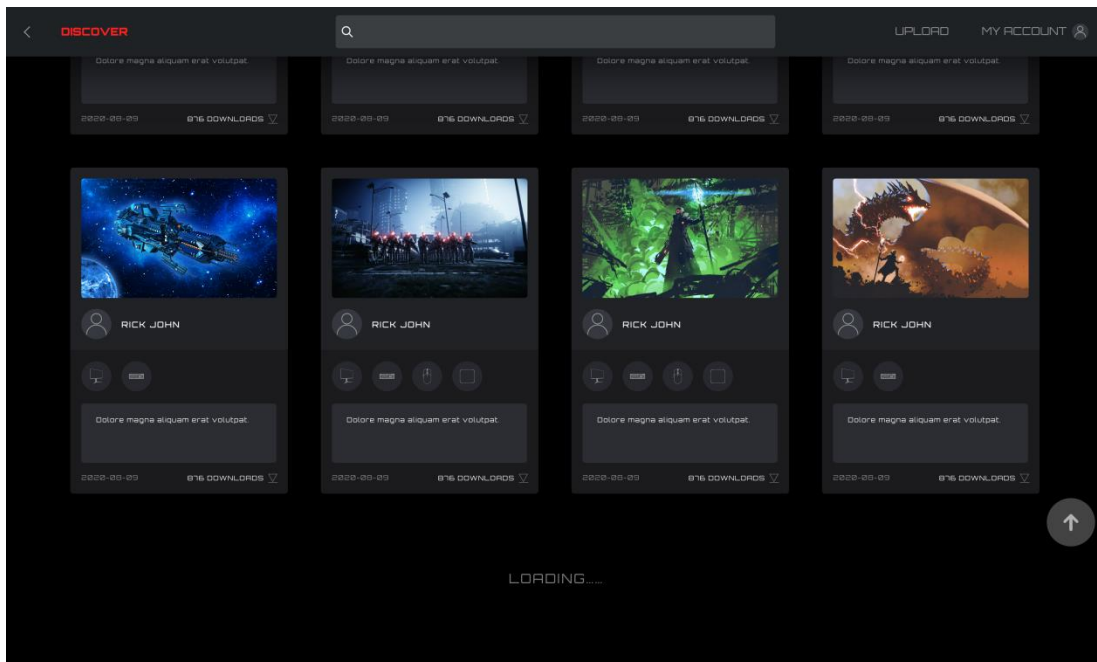 DISCOVER UPLOAD MY ACCOUNT
Dolore magna aliquam erat volutpat. Dolore magna aliquam erat volutpat. Dolore magna aliquam erat volutpat. Dolore magna aliquam erat volutpat.
2020-08-09 876 DOWNLOADS 2020-08-09 876 DOWNLOADS 2020-08-09 876 DOWNLOADS 2020-08-09 876 DOWNLOADS
RICK JOHN RICK JOHN RICK JOHN RICK JOHN
Dolore magna aliquam erat volutpat. Dolore magna aliquam erat volutpat. Dolore magna aliquam erat volutpat. Dolore magna aliquam erat volutpat.
2020-08-09 876 DOWNLOADS 2020-08-09 876 DOWNLOADS 2020-08-09 876 DOWNLOADS 2020-08-09 876 DOWNLOADS
LOADING......